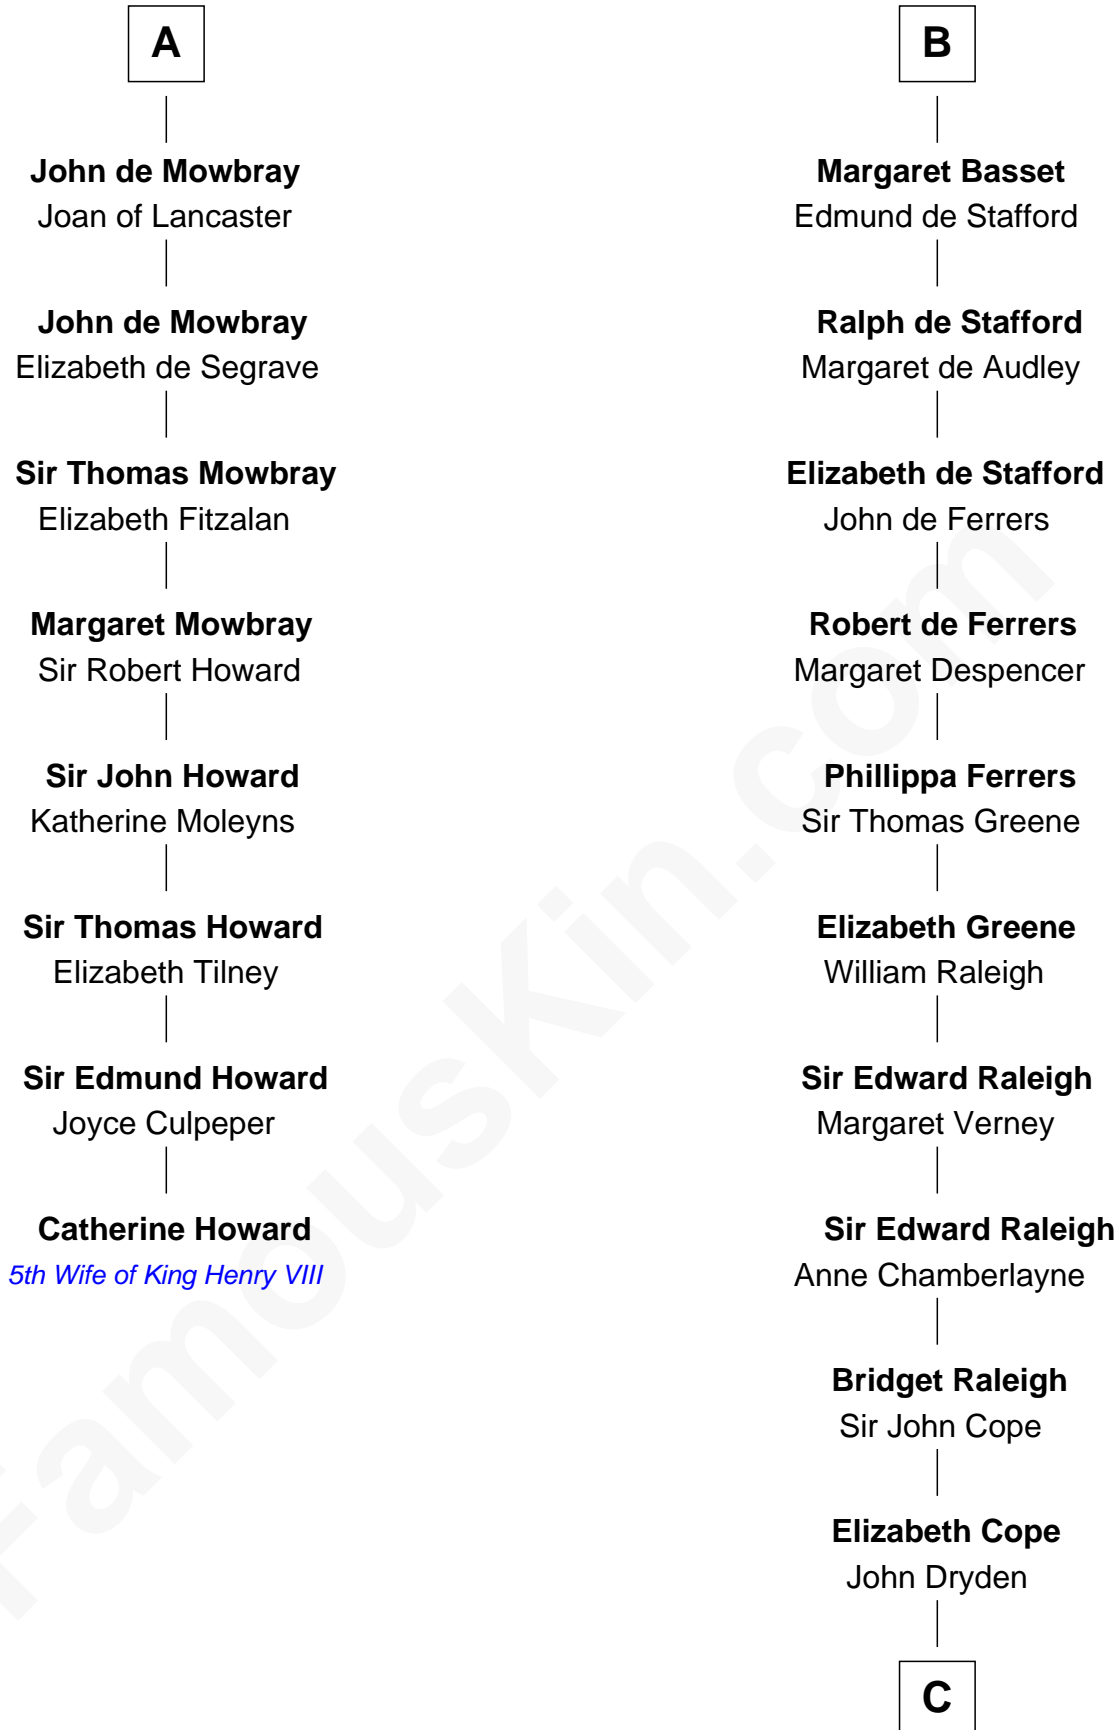 A
John de Mowbray
Joan of Lancaster
John de Mowbray
Elizabeth de Segrave
Sir Thomas Mowbray
Elizabeth Fitzalan
Margaret Mowbray
Sir Robert Howard
Sir John Howard
Katherine Moleyns
Sir Thomas Howard
Elizabeth Tilney
Sir Edmund Howard
Joyce Culpeper
Catherine Howard
5th Wife of King Henry VIII
B
Margaret Basset
Edmund de Stafford
Ralph de Stafford
Margaret de Audley
Elizabeth de Stafford
John de Ferrers
Robert de Ferrers
Margaret Despencer
Phillippa Ferrers
Sir Thomas Greene
Elizabeth Greene
William Raleigh
Sir Edward Raleigh
Margaret Verney
Sir Edward Raleigh
Anne Chamberlayne
Bridget Raleigh
Sir John Cope
Elizabeth Cope
John Dryden
C
FamousKin.com